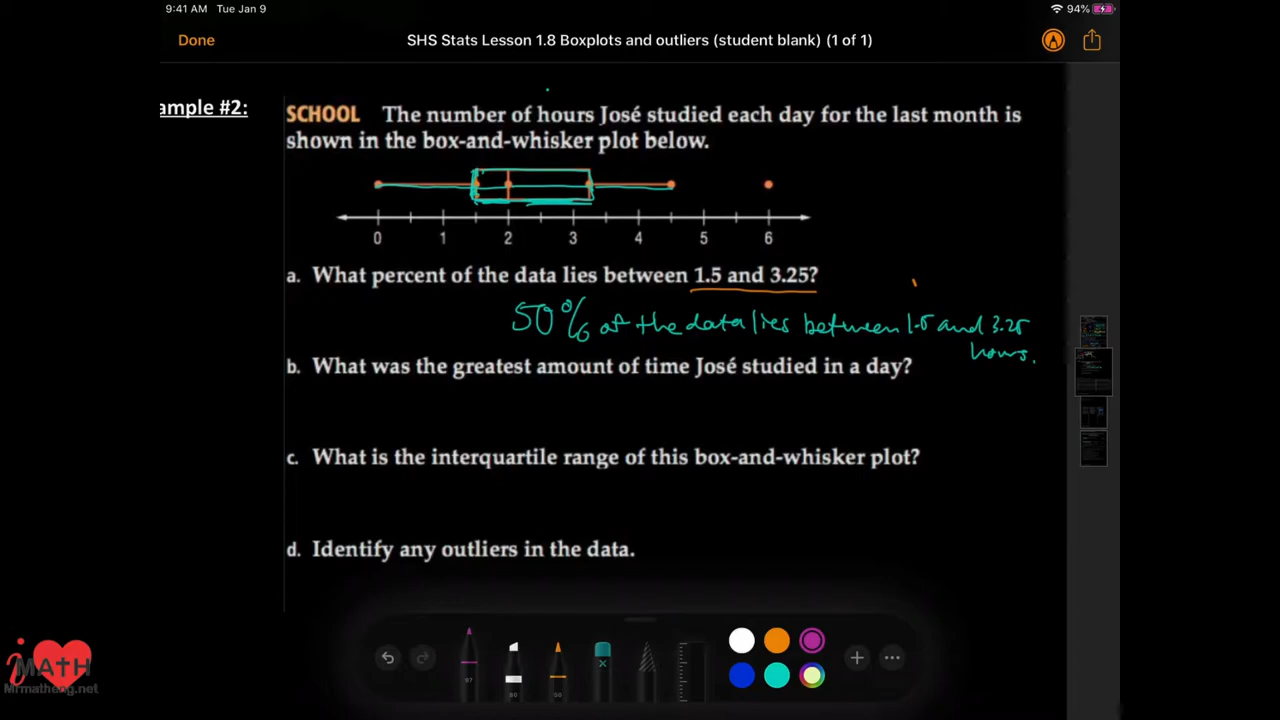 9:41 AM Tue Jan 9
94%
Done
SHS Stats Lesson 1.8 Boxplots and outliers (student blank) (1 of 1)
ample #2:
SCHOOL The number of hours José studied each day for the last month is
shown in the box-and-whisker plot below.
0 1 2 3 4 5 6
a. What percent of the data lies between 1.5 and 3.25?
50% of the data lies between 1.5 and 3.25
hours.
b. What was the greatest amount of time José studied in a day?
c. What is the interquartile range of this box-and-whisker plot?
d. Identify any outliers in the data.
97 80 50
i MATH
Mrmatheng.net